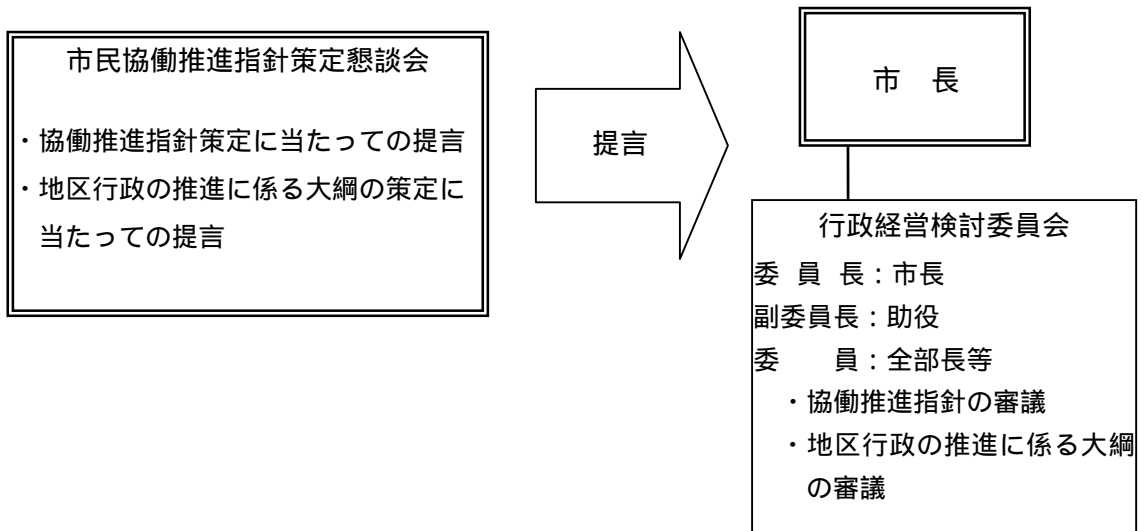 市民協働推進指針策定懇談会
・協働推進指針策定に当たっての提言
・地区行政の推進に係る大綱の策定に
当たっての提言
提言
市　長
行政経営検討委員会
委　員　長：市長
副委員長：助役
委　　員：全部長等
・協働推進指針の審議
・地区行政の推進に係る大綱
の審議